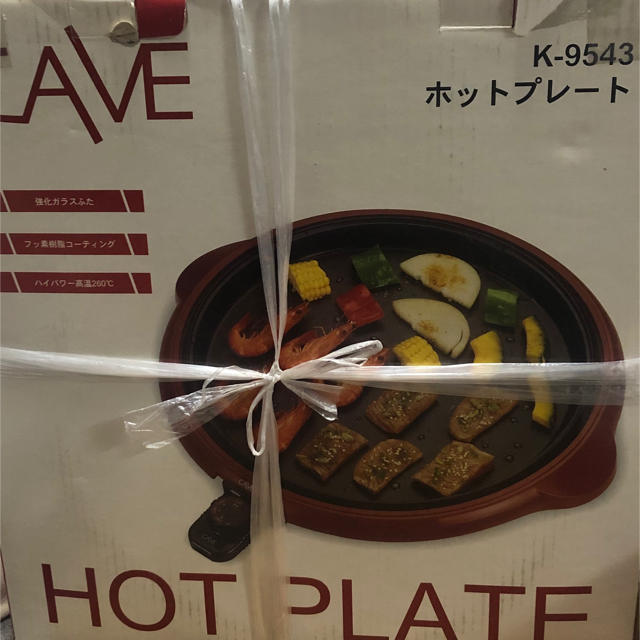 LAVE
K-9543
ホットプレート
強化ガラスふた
フッ素樹脂コーティング
ハイパワー高温260℃
HOT PLATE